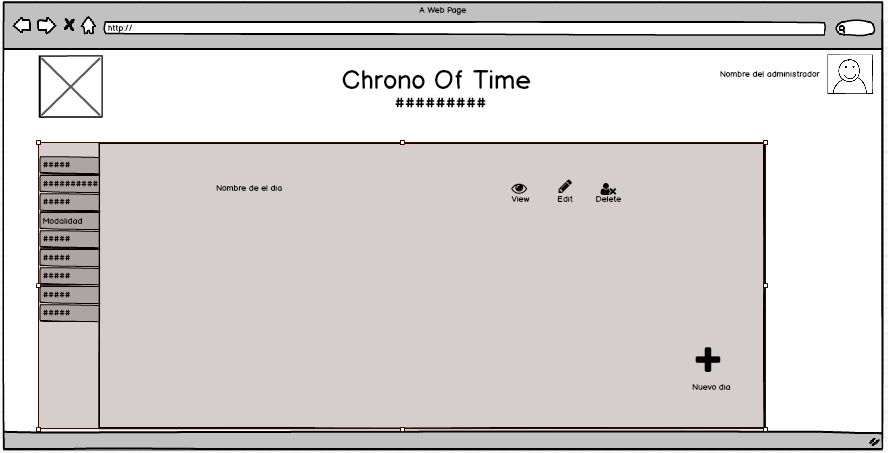 A Web Page
http://
Chrono Of Time
#########
Nombre del administrador
#####
##########
#####
Modalidad
#####
#####
#####
#####
#####
Nombre de el dia
View
Edit
Delete
Nuevo dia